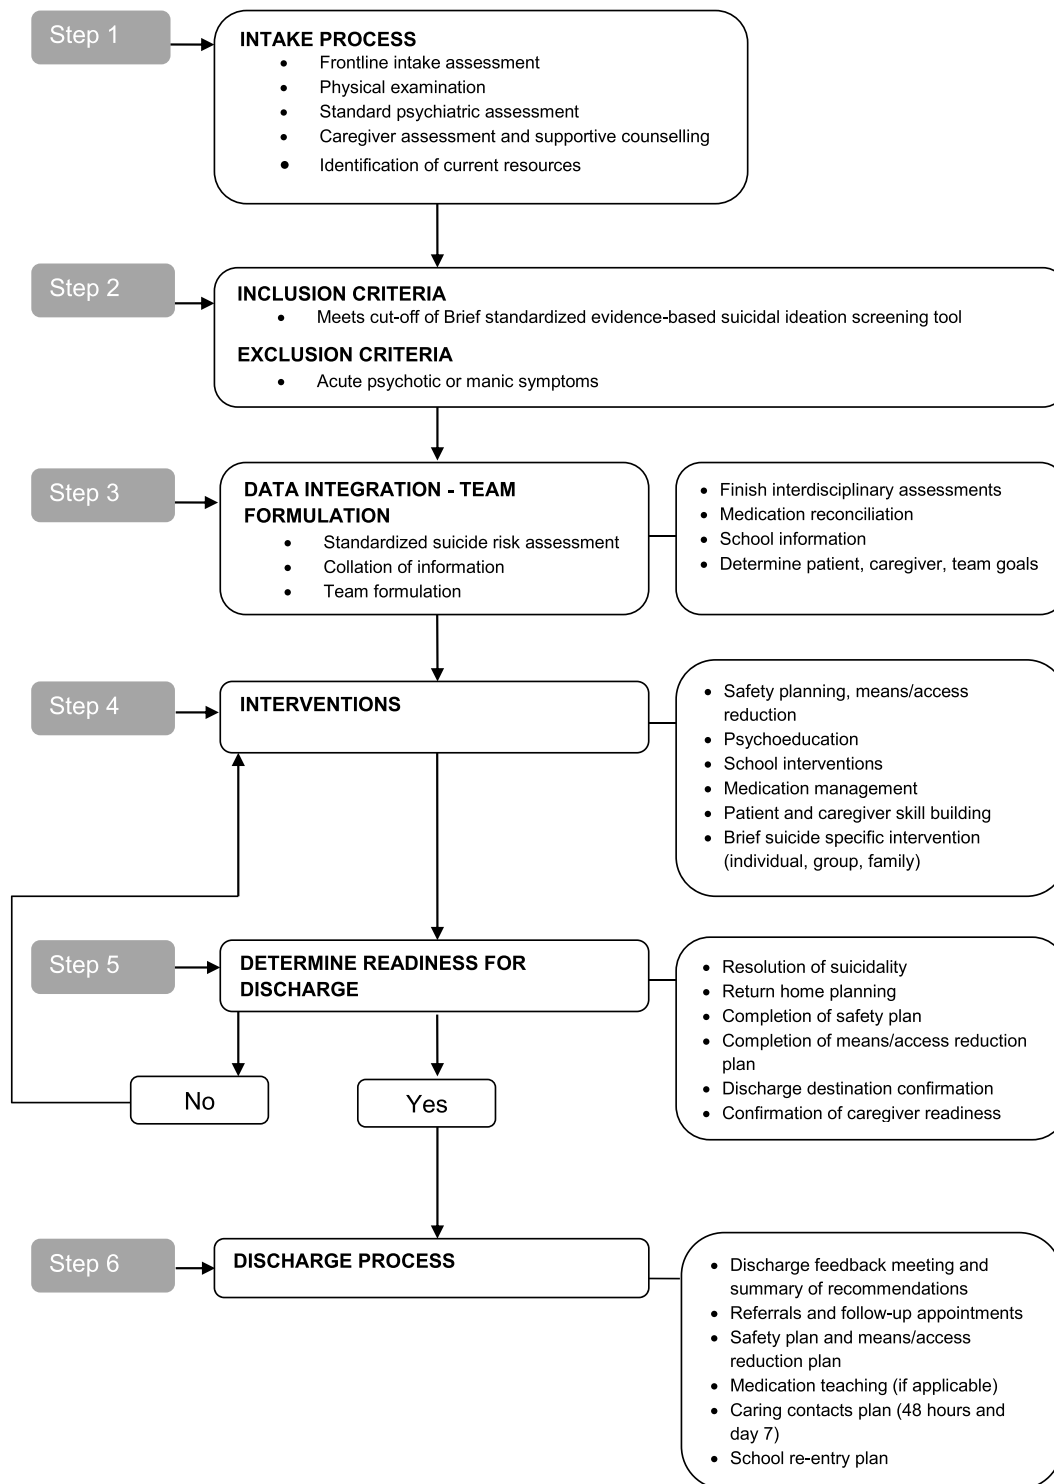 Step 1
INTAKE PROCESS
• Frontline intake assessment
• Physical examination
• Standard psychiatric assessment
• Caregiver assessment and supportive counselling
• Identification of current resources
Step 2
INCLUSION CRITERIA
• Meets cut-off of Brief standardized evidence-based suicidal ideation screening tool
EXCLUSION CRITERIA
• Acute psychotic or manic symptoms
Step 3
DATA INTEGRATION - TEAM
FORMULATION
• Standardized suicide risk assessment
• Collation of information
• Team formulation
• Finish interdisciplinary assessments
• Medication reconciliation
• School information
• Determine patient, caregiver, team goals
Step 4
INTERVENTIONS
• Safety planning, means/access
reduction
• Psychoeducation
• School interventions
• Medication management
• Patient and caregiver skill building
• Brief suicide specific intervention
(individual, group, family)
Step 5
DETERMINE READINESS FOR
DISCHARGE
• Resolution of suicidality
• Return home planning
• Completion of safety plan
• Completion of means/access reduction
plan
• Discharge destination confirmation
• Confirmation of caregiver readiness
No
Yes
Step 6
DISCHARGE PROCESS
• Discharge feedback meeting and
summary of recommendations
• Referrals and follow-up appointments
• Safety plan and means/access
reduction plan
• Medication teaching (if applicable)
• Caring contacts plan (48 hours and
day 7)
• School re-entry plan